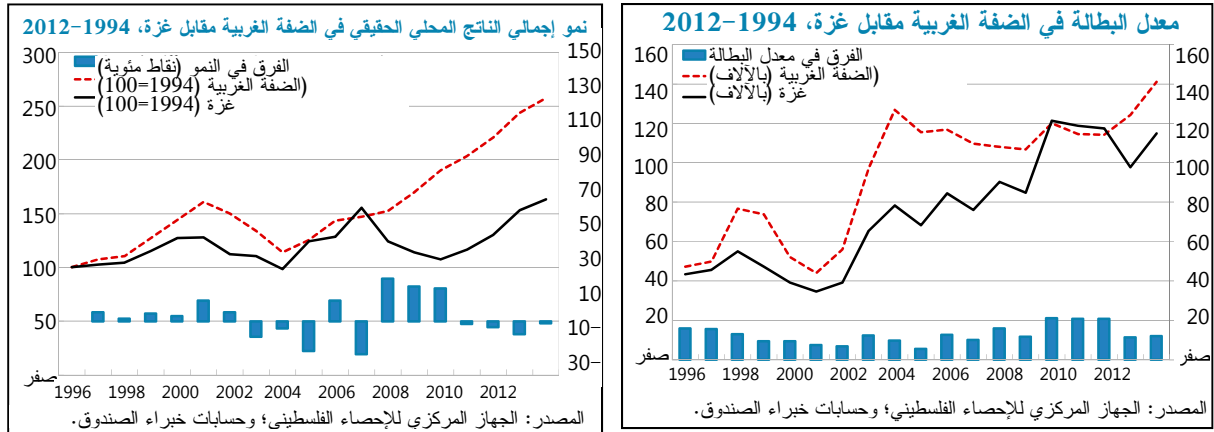 معدل البطالة في الضفة الغربية مقابل غزة، 1994-2012
160
140
120
100
80
60
40
20
صفر
160
140
120
100
80
60
40
20
صفر
الفرق في معدل البطالة
(الضفة الغربية (بالآلاف
غزة (بالآلاف)
1996 1998 2000 2002 2004 2006 2008 2010 2012
المصدر: الجهاز المركزي للإحصاء الفلسطيني؛ وحسابات خبراء الصندوق.
نمو إجمالي الناتج المحلي الحقيقي في الضفة الغربية مقابل غزة، 1994-2012
150
130
110
90
70
50
30
10
10−
30−
300
250
200
150
100
50
صفر
الفرق في النمو (نقاط مئوية)
(الضفة الغربية (1994=100
غزة (1994=100)
1996 1998 2000 2002 2004 2006 2008 2010 2012
المصدر: الجهاز المركزي للإحصاء الفلسطيني؛ وحسابات خبراء الصندوق.